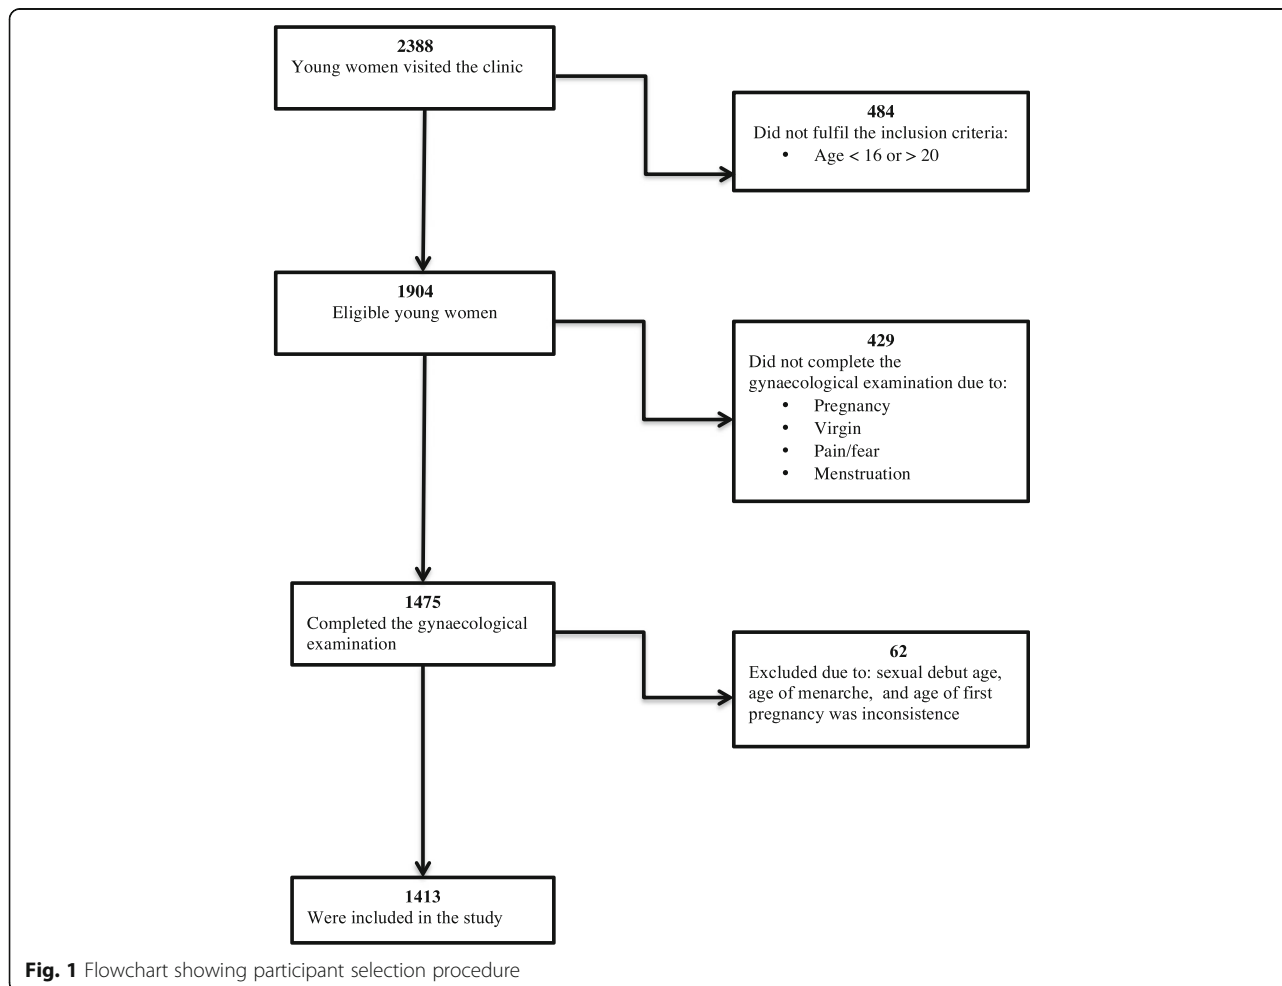 2388
Young women visited the clinic
484
Did not fulfil the inclusion criteria:
• Age < 16 or > 20
1904
Eligible young women
429
Did not complete the
gynaecological examination due to:
• Pregnancy
• Virgin
• Pain/fear
• Menstruation
1475
Completed the gynaecological
examination
62
Excluded due to: sexual debut age,
age of menarche, and age of first
pregnancy was inconsistence
1413
Were included in the study
Fig. 1 Flowchart showing participant selection procedure